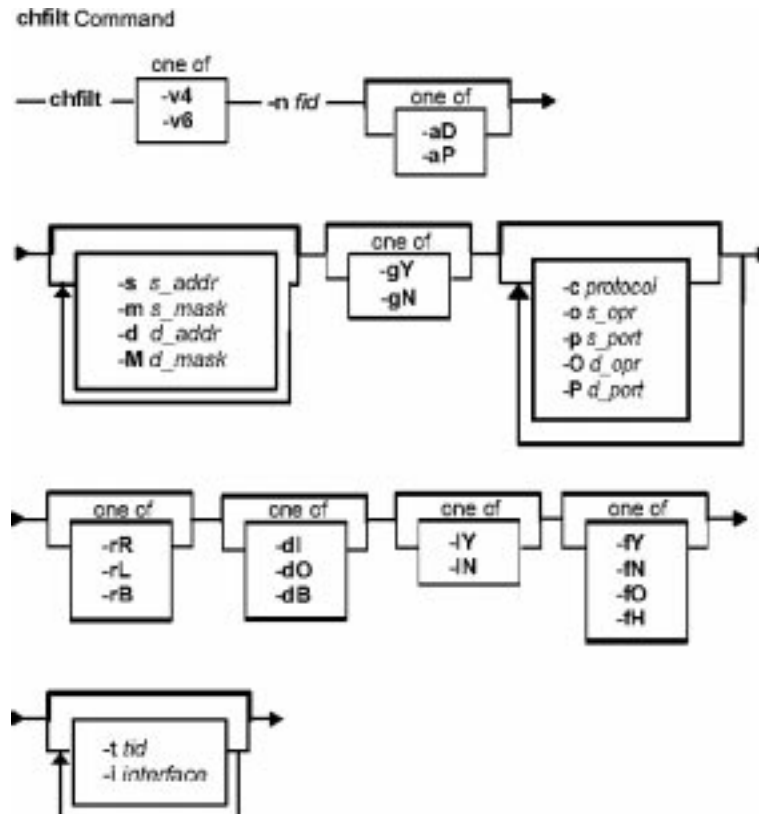 chfilt Command
one of
chfilt -v4 -n fid one of
-v6
-aD
-aP
-s s_addr
-m s_mask
-d d_addr
-M d_mask
one of
-gY
-gN
-c protocol
-o s_opr
-p s_port
-O d_opr
-P d_port
one of
-rR
-rL
-rB
one of
-dI
-dO
-dB
one of
-lY
-lN
one of
-fY
-fN
-fO
-fH
-t tid
-i interface